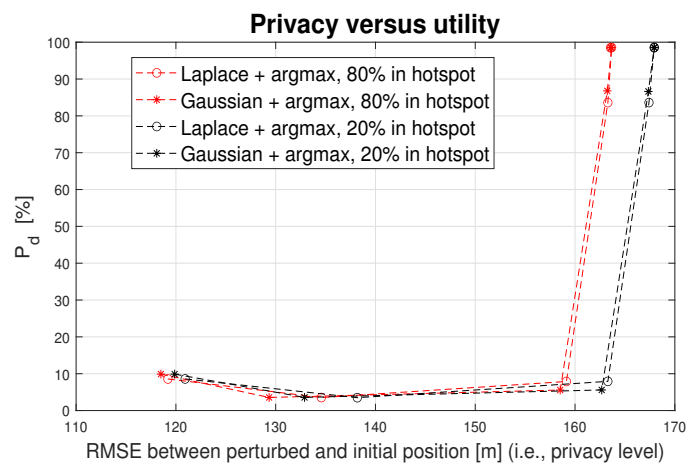 Privacy versus utility
100
90
80
70
60
50
40
30
20
10
0
P_d [%]
Laplace + argmax, 80% in hotspot
Gaussian + argmax, 80% in hotspot
Laplace + argmax, 20% in hotspot
Gaussian + argmax, 20% in hotspot
110 120 130 140 150 160 170
RMSE between perturbed and initial position [m] (i.e., privacy level)